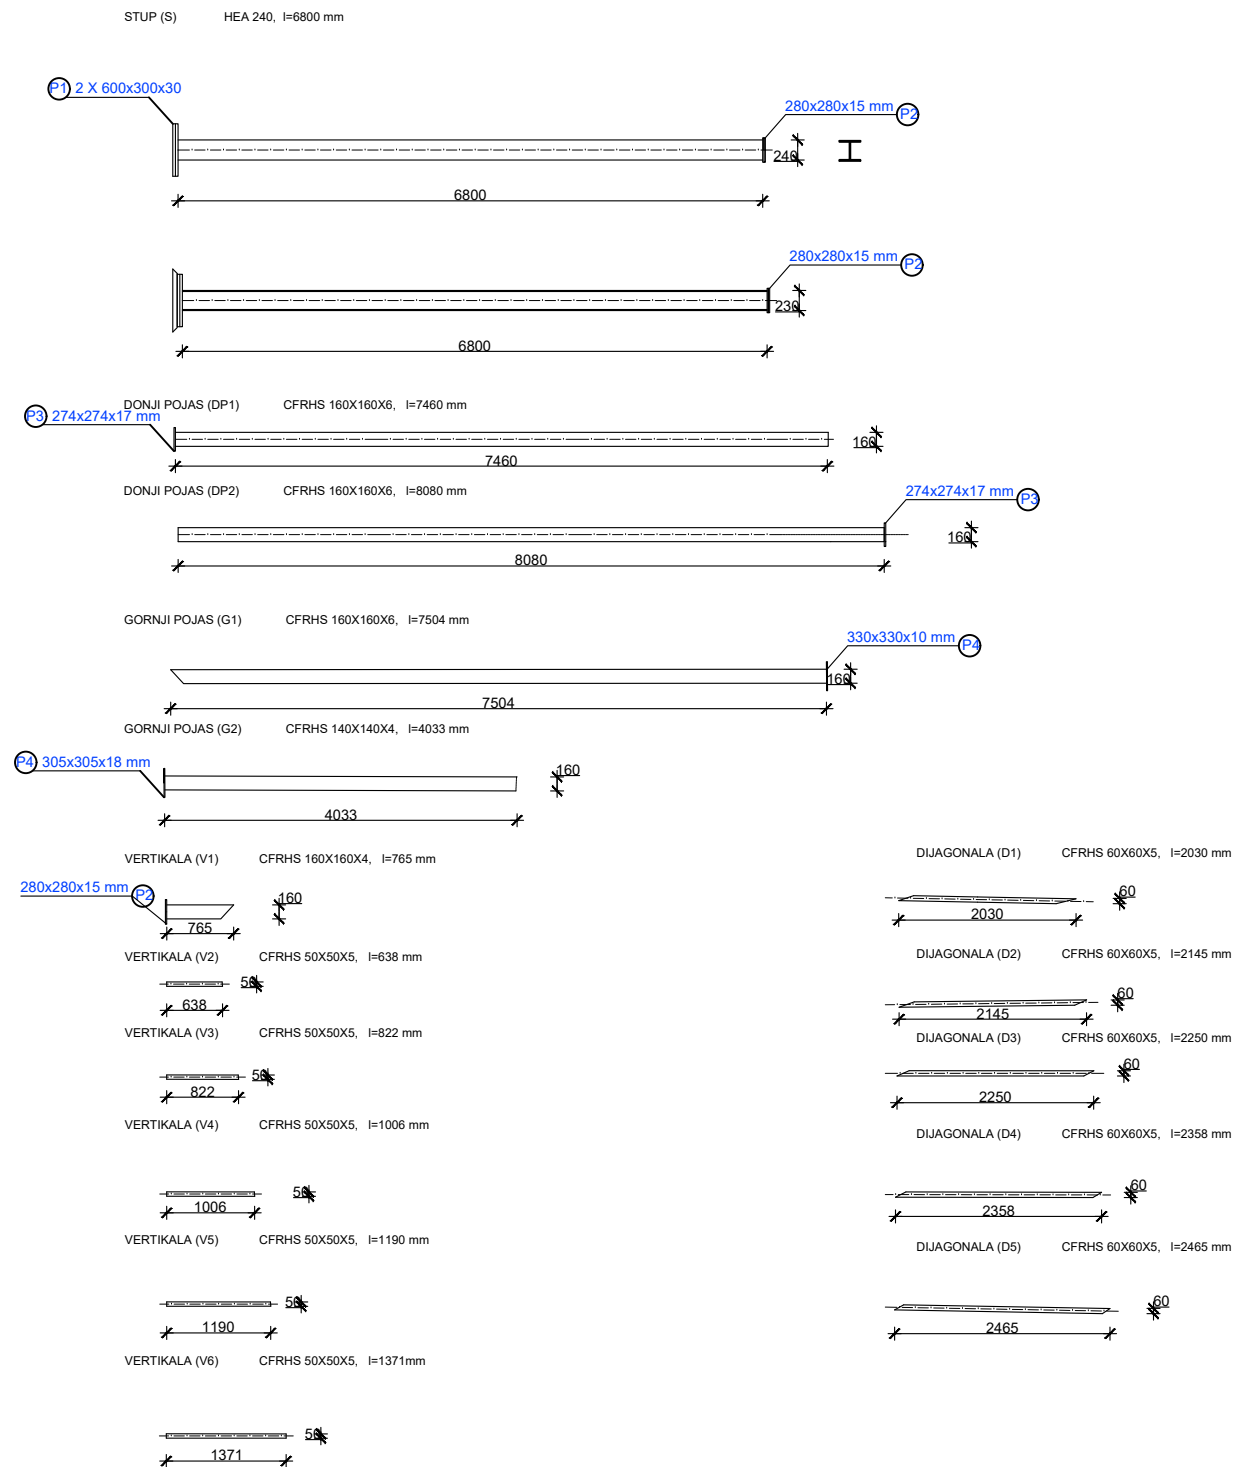 STUP (S) HEA 240, l=6800 mm
P1 2 X 600x300x30
280x280x15 mm P2
240
6800
280x280x15 mm P2
230
6800
DONJI POJAS (DP1) CFRHS 160X160X6, l=7460 mm
P3 274x274x17 mm
160
7460
DONJI POJAS (DP2) CFRHS 160X160X6, l=8080 mm
274x274x17 mm P3
160
8080
GORNJI POJAS (G1) CFRHS 160X160X6, l=7504 mm
330x330x10 mm P4
160
7504
GORNJI POJAS (G2) CFRHS 140X140X4, l=4033 mm
P4 305x305x18 mm
160
4033
VERTIKALA (V1) CFRHS 160X160X4, l=765 mm
280x280x15 mm P2
160
765
VERTIKALA (V2) CFRHS 50X50X5, l=638 mm
50
638
VERTIKALA (V3) CFRHS 50X50X5, l=822 mm
50
822
VERTIKALA (V4) CFRHS 50X50X5, l=1006 mm
50
1006
VERTIKALA (V5) CFRHS 50X50X5, l=1190 mm
50
1190
VERTIKALA (V6) CFRHS 50X50X5, l=1371mm
50
1371
DIJAGONALA (D1) CFRHS 60X60X5, l=2030 mm
60
2030
DIJAGONALA (D2) CFRHS 60X60X5, l=2145 mm
60
2145
DIJAGONALA (D3) CFRHS 60X60X5, l=2250 mm
60
2250
DIJAGONALA (D4) CFRHS 60X60X5, l=2358 mm
60
2358
DIJAGONALA (D5) CFRHS 60X60X5, l=2465 mm
60
2465